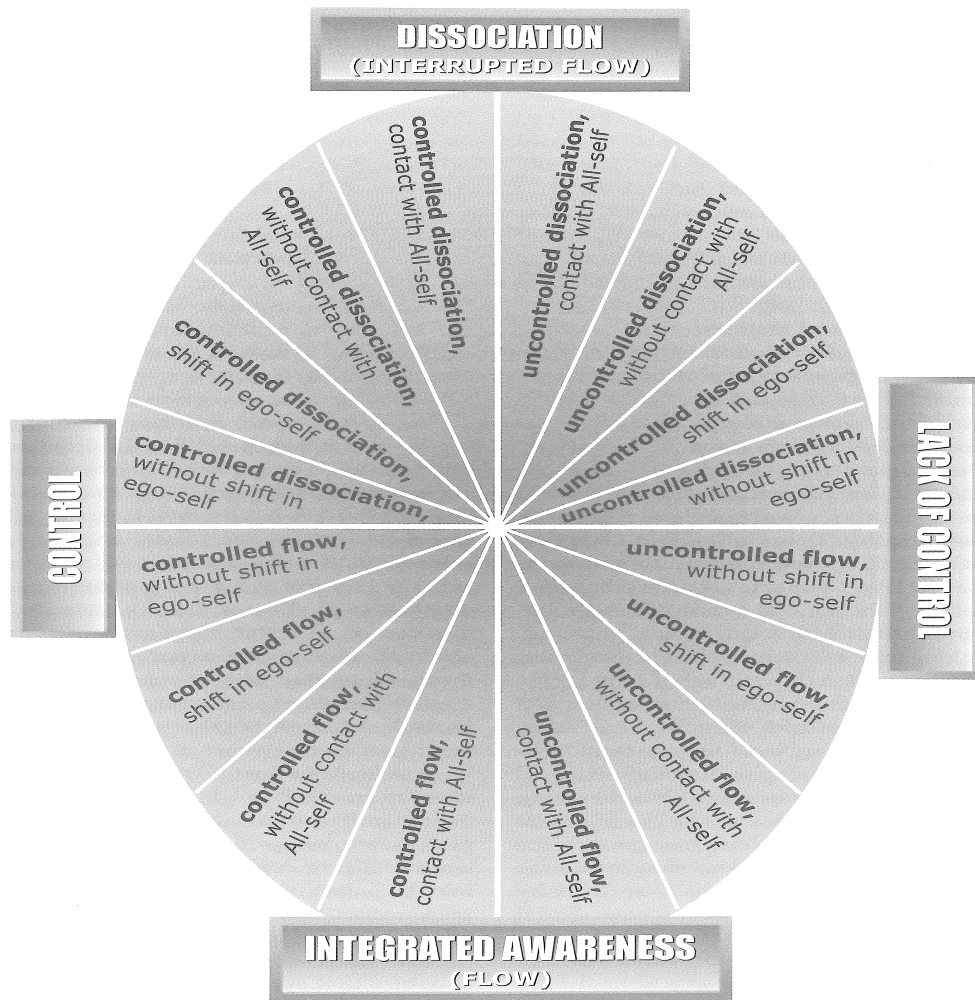 DISSOCIATION
(INTERRUPTED FLOW)
controlled dissociation,
contact with All-self
uncontrolled dissociation,
contact with All-self
controlled dissociation,
without contact with
All-self
uncontrolled dissociation,
without contact with
All-self
controlled dissociation,
shift in ego-self
uncontrolled dissociation,
shift in ego-self
controlled dissociation,
without shift in
ego-self
uncontrolled dissociation,
without shift in
ego-self
CONTROL
LACK OF CONTROL
controlled flow,
without shift in
ego-self
uncontrolled flow,
without shift in
ego-self
controlled flow,
shift in ego-self
uncontrolled flow,
shift in ego-self
controlled flow,
without contact with
All-self
uncontrolled flow,
without contact with
All-self
controlled flow,
contact with All-self
uncontrolled flow,
contact with All-self
INTEGRATED AWARENESS
(FLOW)